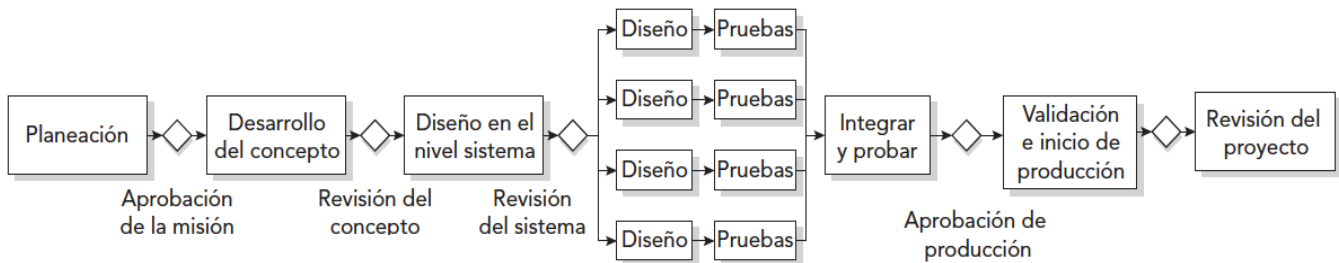 Planeación
Aprobación
de la misión
Desarrollo
del concepto
Revisión del
concepto
Diseño en el
nivel sistema
Revisión
del sistema
Diseño
Pruebas
Diseño
Pruebas
Diseño
Pruebas
Diseño
Pruebas
Integrar
y probar
Aprobación de
producción
Validación
e inicio de
producción
Revisión del
proyecto